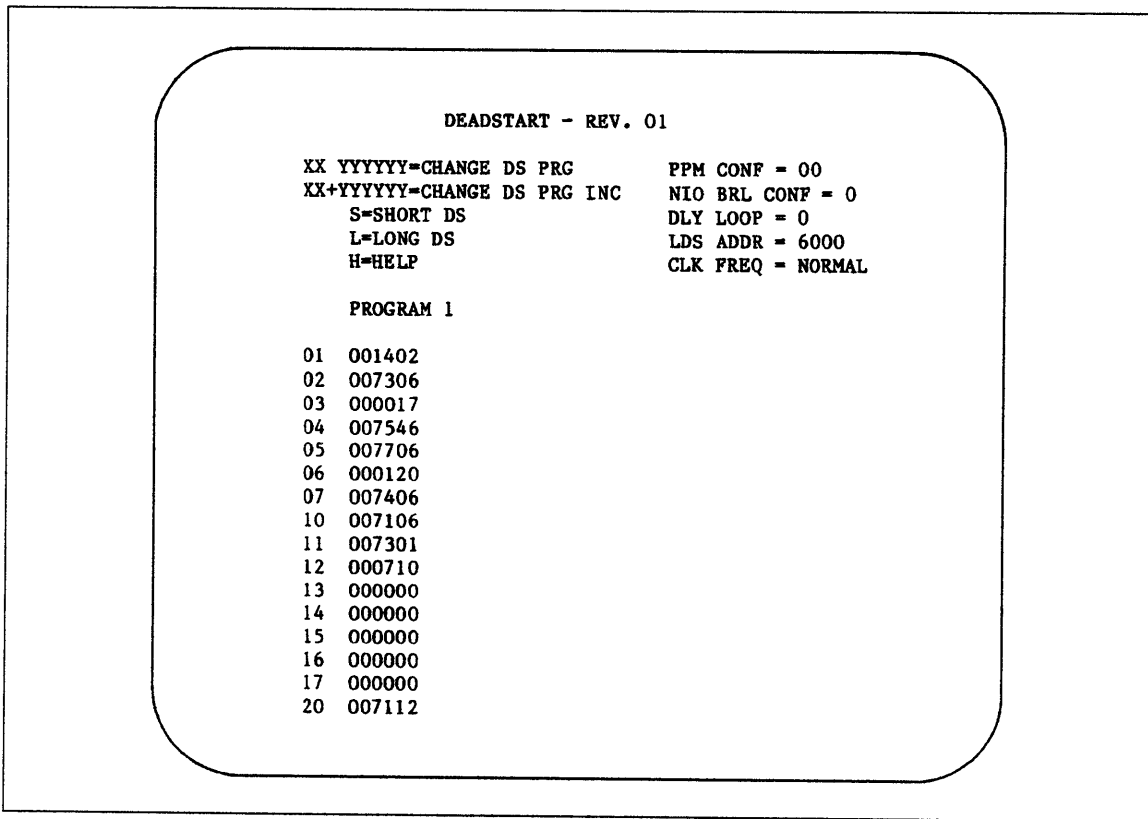 DEADSTART - REV. 01
XX YYYYYY=CHANGE DS PRG PPM CONF = 00
XX+YYYYYY=CHANGE DS PRG INC NIO BRL CONF = 0
S=SHORT DS DLY LOOP = 0
L=LONG DS LDS ADDR = 6000
H=HELP CLK FREQ = NORMAL
PROGRAM 1
01 001402
02 007306
03 000017
04 007546
05 007706
06 000120
07 007406
10 007106
11 007301
12 000710
13 000000
14 000000
15 000000
16 000000
17 000000
20 007112